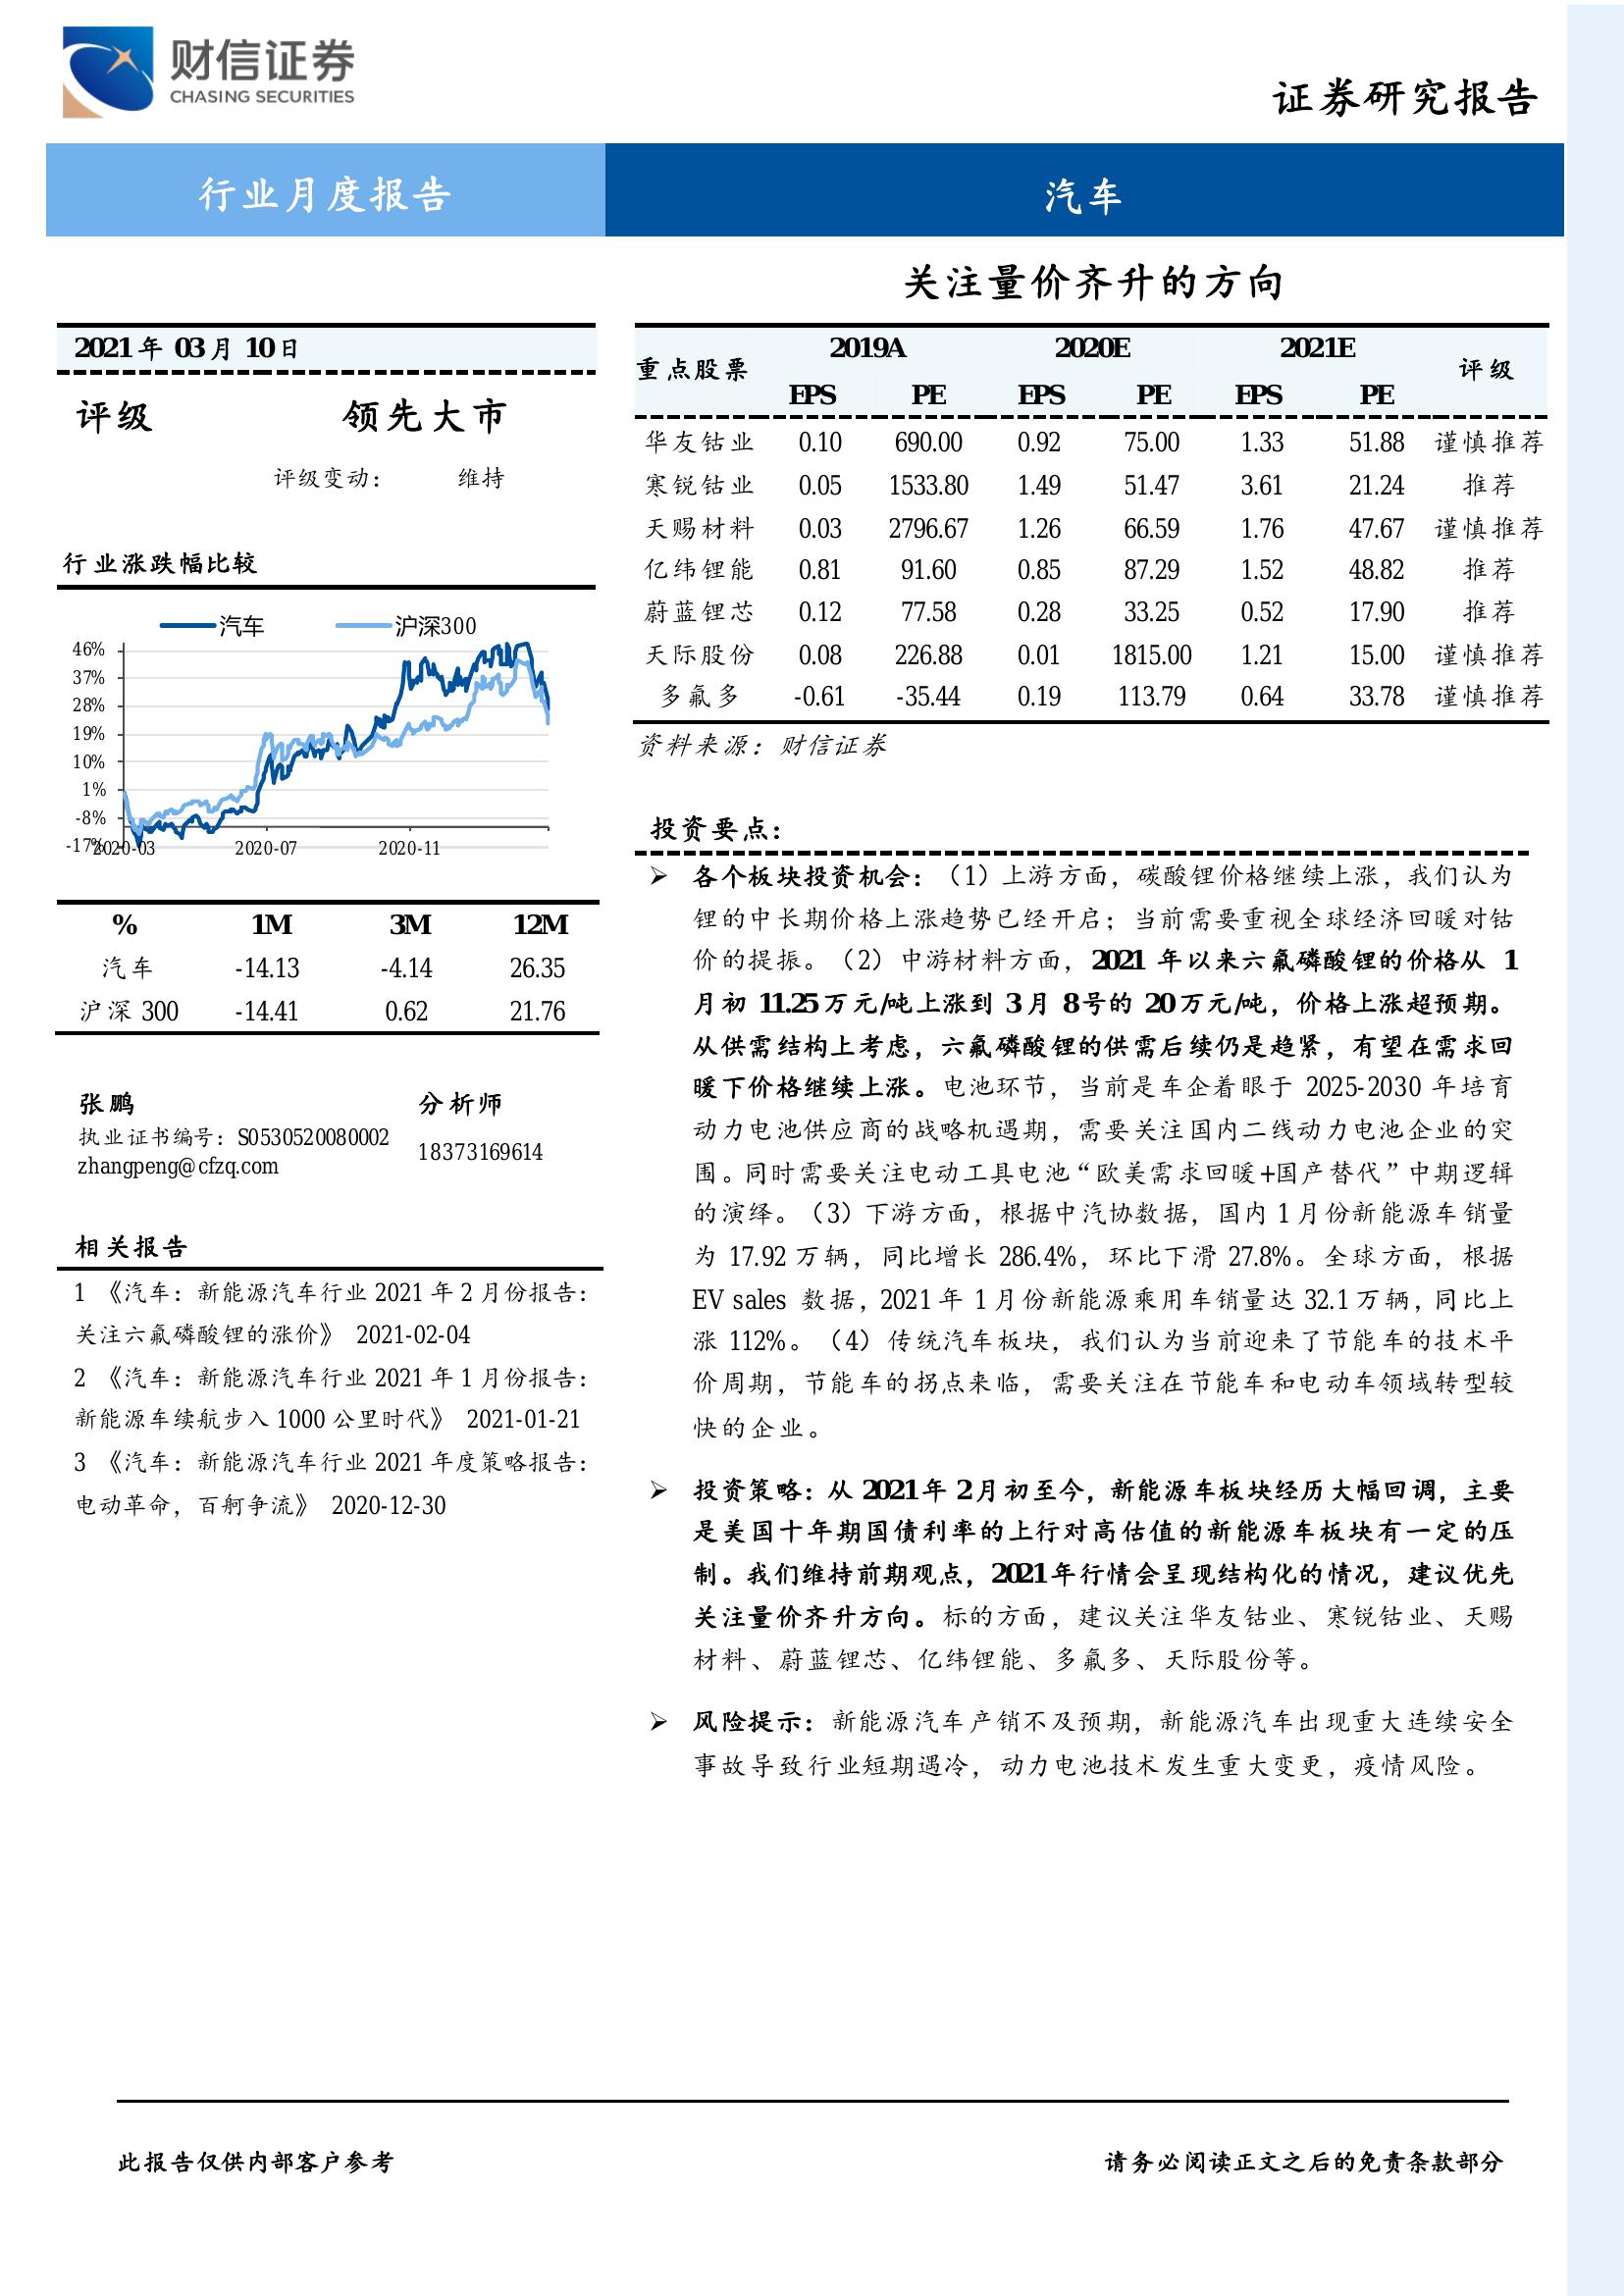 财信证券
CHASING SECURITIES
证券研究报告
行业月度报告
汽车
关注量价齐升的方向
2021 年 03 月 10 日
评级 领先大市
评级变动： 维持
行业涨跌幅比较
汽车 沪深300
46%
37%
28%
19%
10%
1%
-8%
-17%
2020-03 2020-07 2020-11
% 1M 3M 12M
汽车 -14.13 -4.14 26.35
沪深 300 -14.41 0.62 21.76
张鹏 分析师
执业证书编号：S0530520080002 18373169614
zhangpeng@cfzq.com
相关报告
1 《汽车：新能源汽车行业 2021 年 2 月份报告：
关注六氟磷酸锂的涨价》 2021-02-04
2 《汽车：新能源汽车行业 2021 年 1 月份报告：
新能源车续航步入 1000 公里时代》 2021-01-21
3 《汽车：新能源汽车行业 2021 年度策略报告：
电动革命，百舸争流》 2020-12-30
重点股票 2019A 2020E 2021E 评级
EPS PE EPS PE EPS PE
华友钴业 0.10 690.00 0.92 75.00 1.33 51.88 谨慎推荐
寒锐钴业 0.05 1533.80 1.49 51.47 3.61 21.24 推荐
天赐材料 0.03 2796.67 1.26 66.59 1.76 47.67 谨慎推荐
亿纬锂能 0.81 91.60 0.85 87.29 1.52 48.82 推荐
蔚蓝锂芯 0.12 77.58 0.28 33.25 0.52 17.90 推荐
天际股份 0.08 226.88 0.01 1815.00 1.21 15.00 谨慎推荐
多氟多 -0.61 -35.44 0.19 113.79 0.64 33.78 谨慎推荐
资料来源：财信证券
投资要点：
➢ 各个板块投资机会：（1）上游方面，碳酸锂价格继续上涨，我们认为
锂的中长期价格上涨趋势已经开启；当前需要重视全球经济回暖对钴
价的提振。（2）中游材料方面，2021 年以来六氟磷酸锂的价格从 1
月初 11.25 万元/吨上涨到 3 月 8 号的 20 万元/吨，价格上涨超预期。
从供需结构上考虑，六氟磷酸锂的供需后续仍是趋紧，有望在需求回
暖下价格继续上涨。电池环节，当前是车企着眼于 2025-2030 年培育
动力电池供应商的战略机遇期，需要关注国内二线动力电池企业的突
围。同时需要关注电动工具电池“欧美需求回暖+国产替代”中期逻辑
的演绎。（3）下游方面，根据中汽协数据，国内 1 月份新能源车销量
为 17.92 万辆，同比增长 286.4%，环比下滑 27.8%。全球方面，根据
EV sales 数据，2021 年 1 月份新能源乘用车销量达 32.1 万辆，同比上
涨 112%。（4）传统汽车板块，我们认为当前迎来了节能车的技术平
价周期，节能车的拐点来临，需要关注在节能车和电动车领域转型较
快的企业。
➢ 投资策略：从 2021 年 2 月初至今，新能源车板块经历大幅回调，主要
是美国十年期国债利率的上行对高估值的新能源车板块有一定的压
制。我们维持前期观点，2021 年行情会呈现结构化的情况，建议优先
关注量价齐升方向。标的方面，建议关注华友钴业、寒锐钴业、天赐
材料、蔚蓝锂芯、亿纬锂能、多氟多、天际股份等。
➢ 风险提示：新能源汽车产销不及预期，新能源汽车出现重大连续安全
事故导致行业短期遇冷，动力电池技术发生重大变更，疫情风险。
此报告仅供内部客户参考 请务必阅读正文之后的免责条款部分